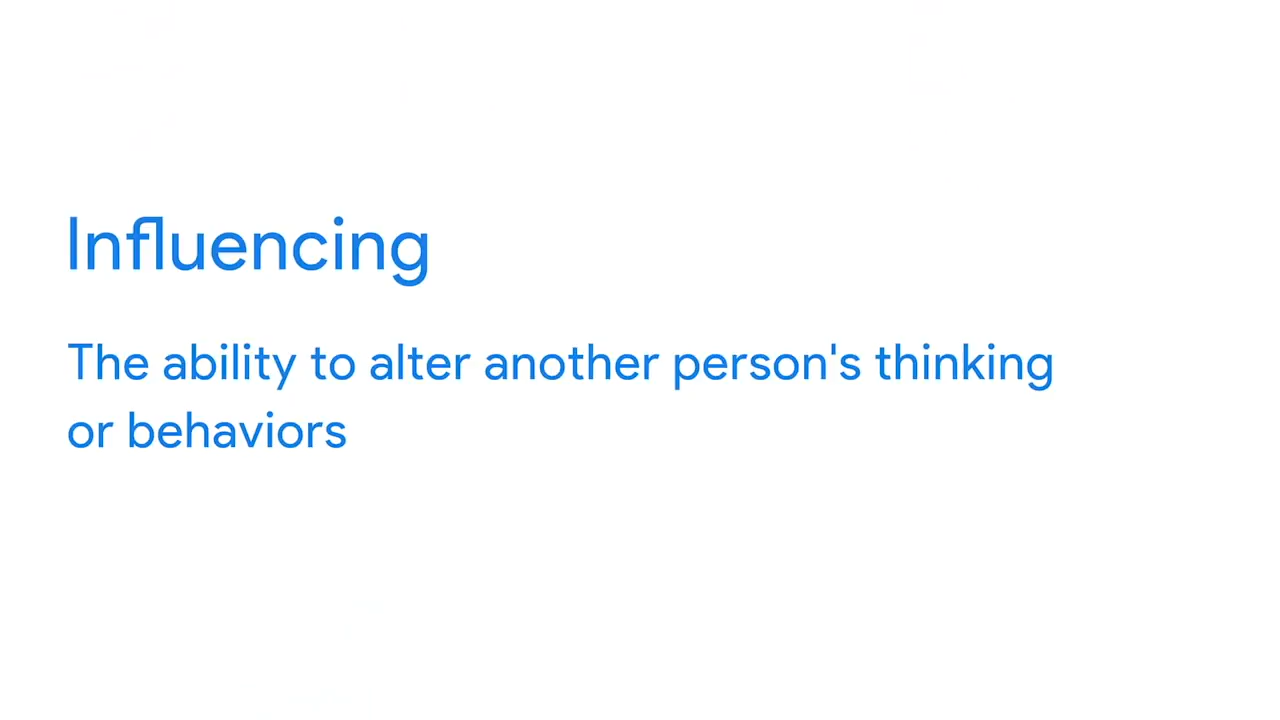 Influencing
The ability to alter another person's thinking
or behaviors